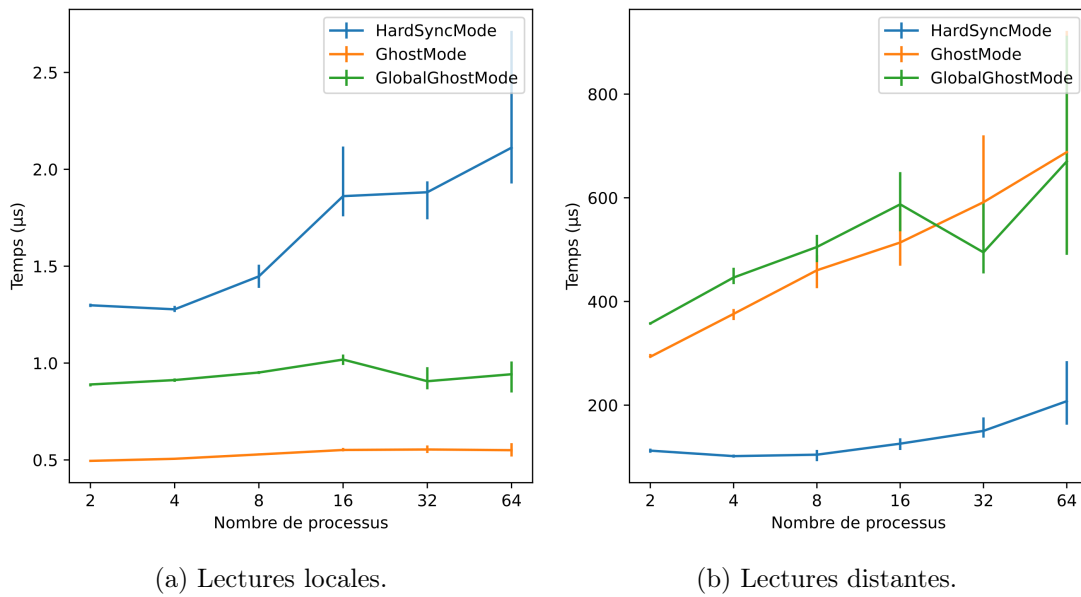 HardSyncMode
GhostMode
GlobalGhostMode
2.5
2.0
1.5
1.0
0.5
Temps (µs)
2 4 8 16 32 64
Nombre de processus
(a) Lectures locales.
HardSyncMode
GhostMode
GlobalGhostMode
800
600
400
200
Temps (µs)
2 4 8 16 32 64
Nombre de processus
(b) Lectures distantes.